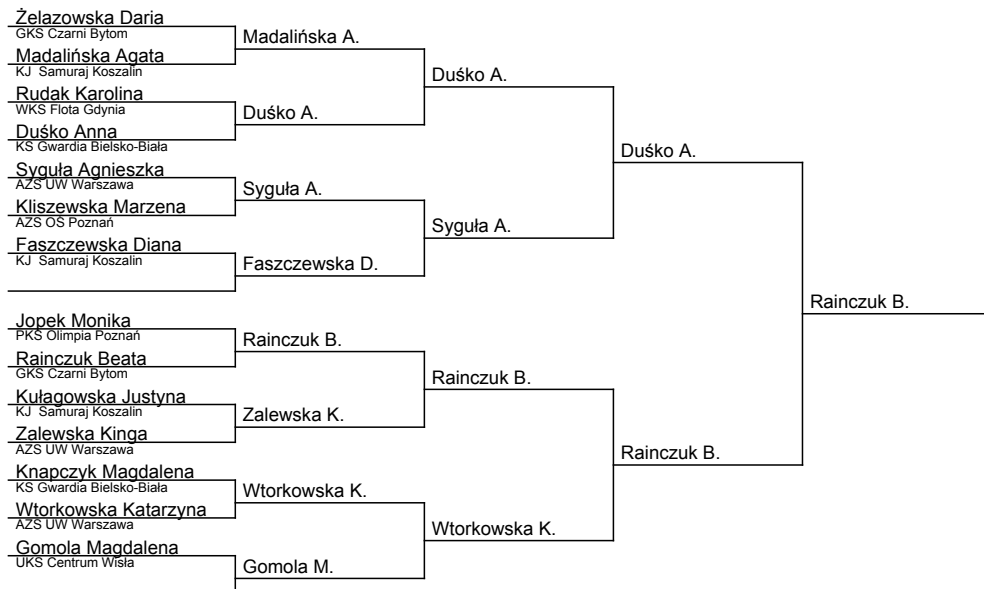 Żelazowska Daria
GKS Czarni Bytom
Madalińska A.
Madalińska Agata
KJ Samuraj Koszalin
Duśko A.
Rudak Karolina
WKS Flota Gdynia
Duśko A.
Duśko Anna
KS Gwardia Bielsko-Biała
Duśko A.
Syguła Agnieszka
AZS UW Warszawa
Syguła A.
Kliszewska Marzena
AZS OŚ Poznań
Syguła A.
Faszczewska Diana
KJ Samuraj Koszalin
Faszczewska D.
Rainczuk B.
Jopek Monika
PKS Olimpia Poznań
Rainczuk B.
Rainczuk Beata
GKS Czarni Bytom
Rainczuk B.
Kułagowska Justyna
KJ Samuraj Koszalin
Zalewska K.
Zalewska Kinga
AZS UW Warszawa
Rainczuk B.
Knapczyk Magdalena
KS Gwardia Bielsko-Biała
Wtorkowska K.
Wtorkowska Katarzyna
AZS UW Warszawa
Wtorkowska K.
Gomola Magdalena
UKS Centrum Wisła
Gomola M.